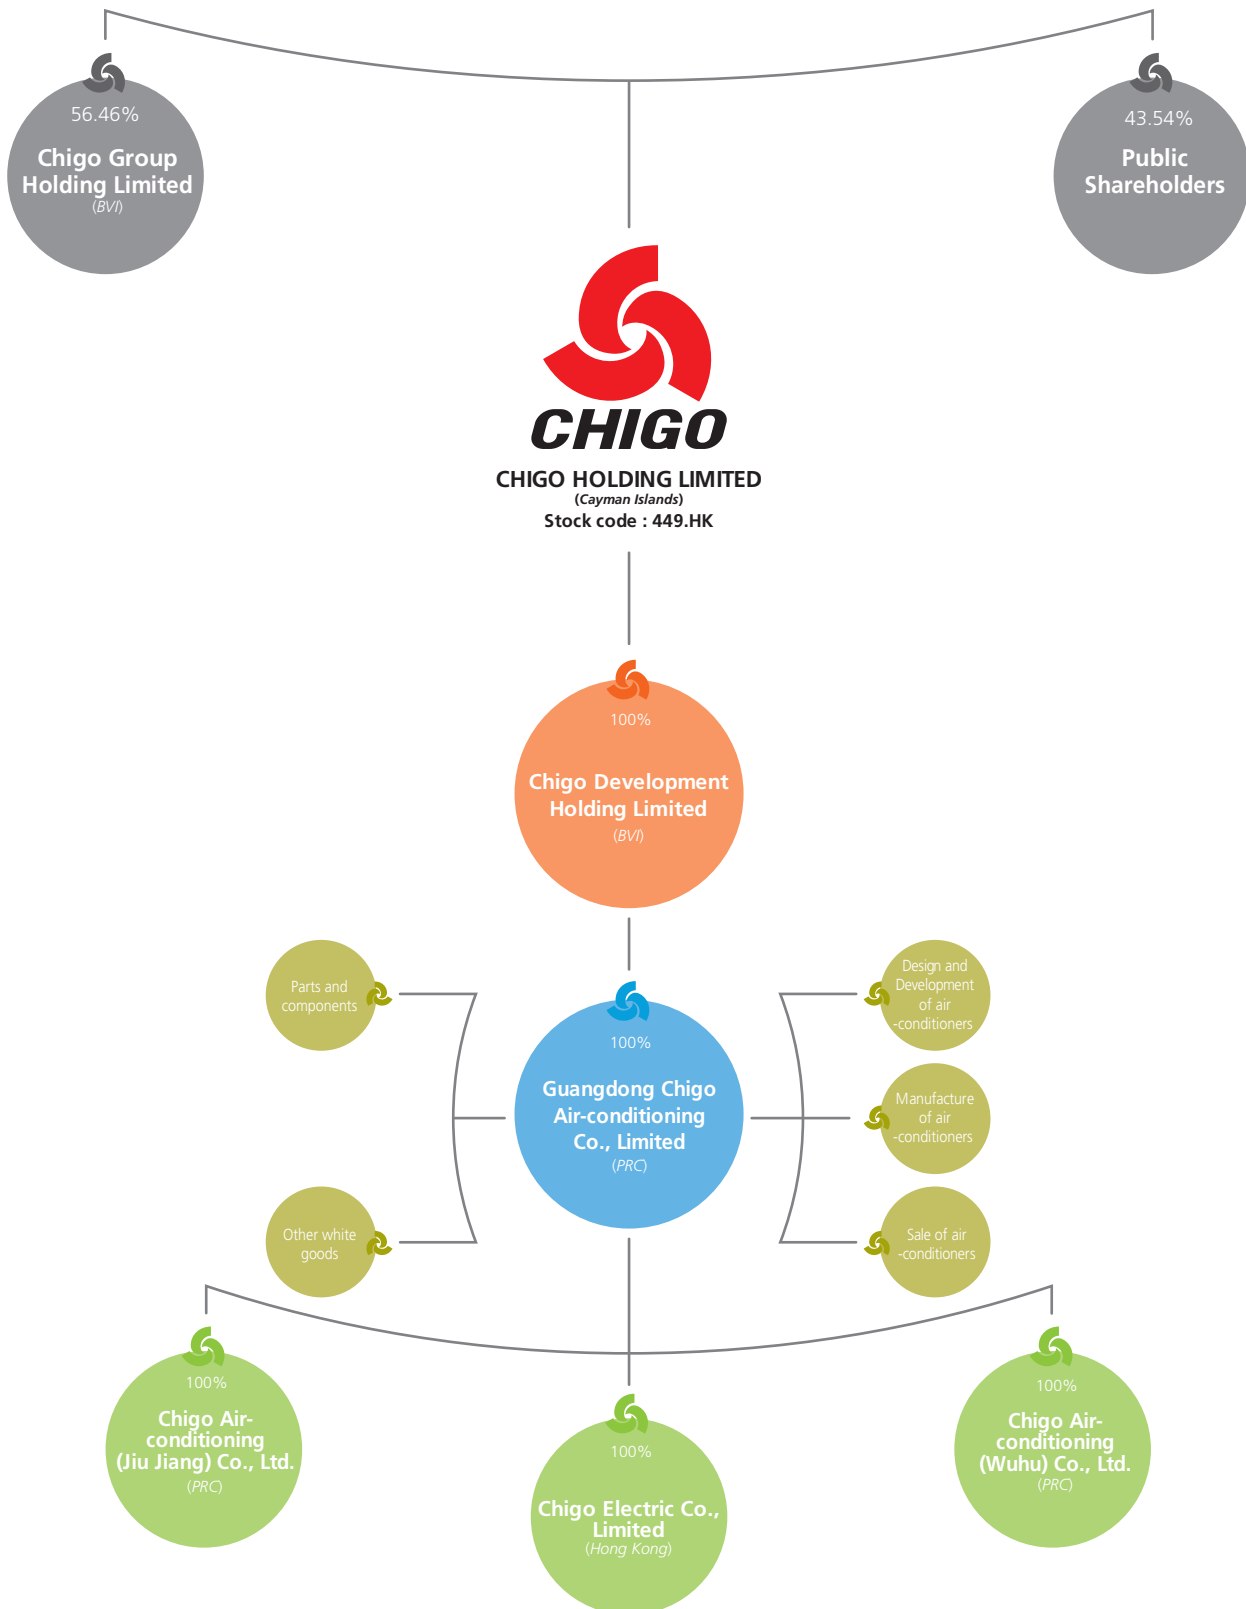 56.46%
Chigo Group
Holding Limited
(BVI)
43.54%
Public
Shareholders
CHIGO
CHIGO HOLDING LIMITED
(Cayman Islands)
Stock code : 449.HK
100%
Chigo Development
Holding Limited
(BVI)
Parts and
components
Other white
goods
100%
Guangdong Chigo
Air-conditioning
Co., Limited
(PRC)
Design and
Development
of air
-conditioners
Manufacture
of air
-conditioners
Sale of air
-conditioners
100%
Chigo Air-
conditioning
(Jiu Jiang) Co., Ltd.
(PRC)
100%
Chigo Electric Co.,
Limited
(Hong Kong)
100%
Chigo Air-
conditioning
(Wuhu) Co., Ltd.
(PRC)